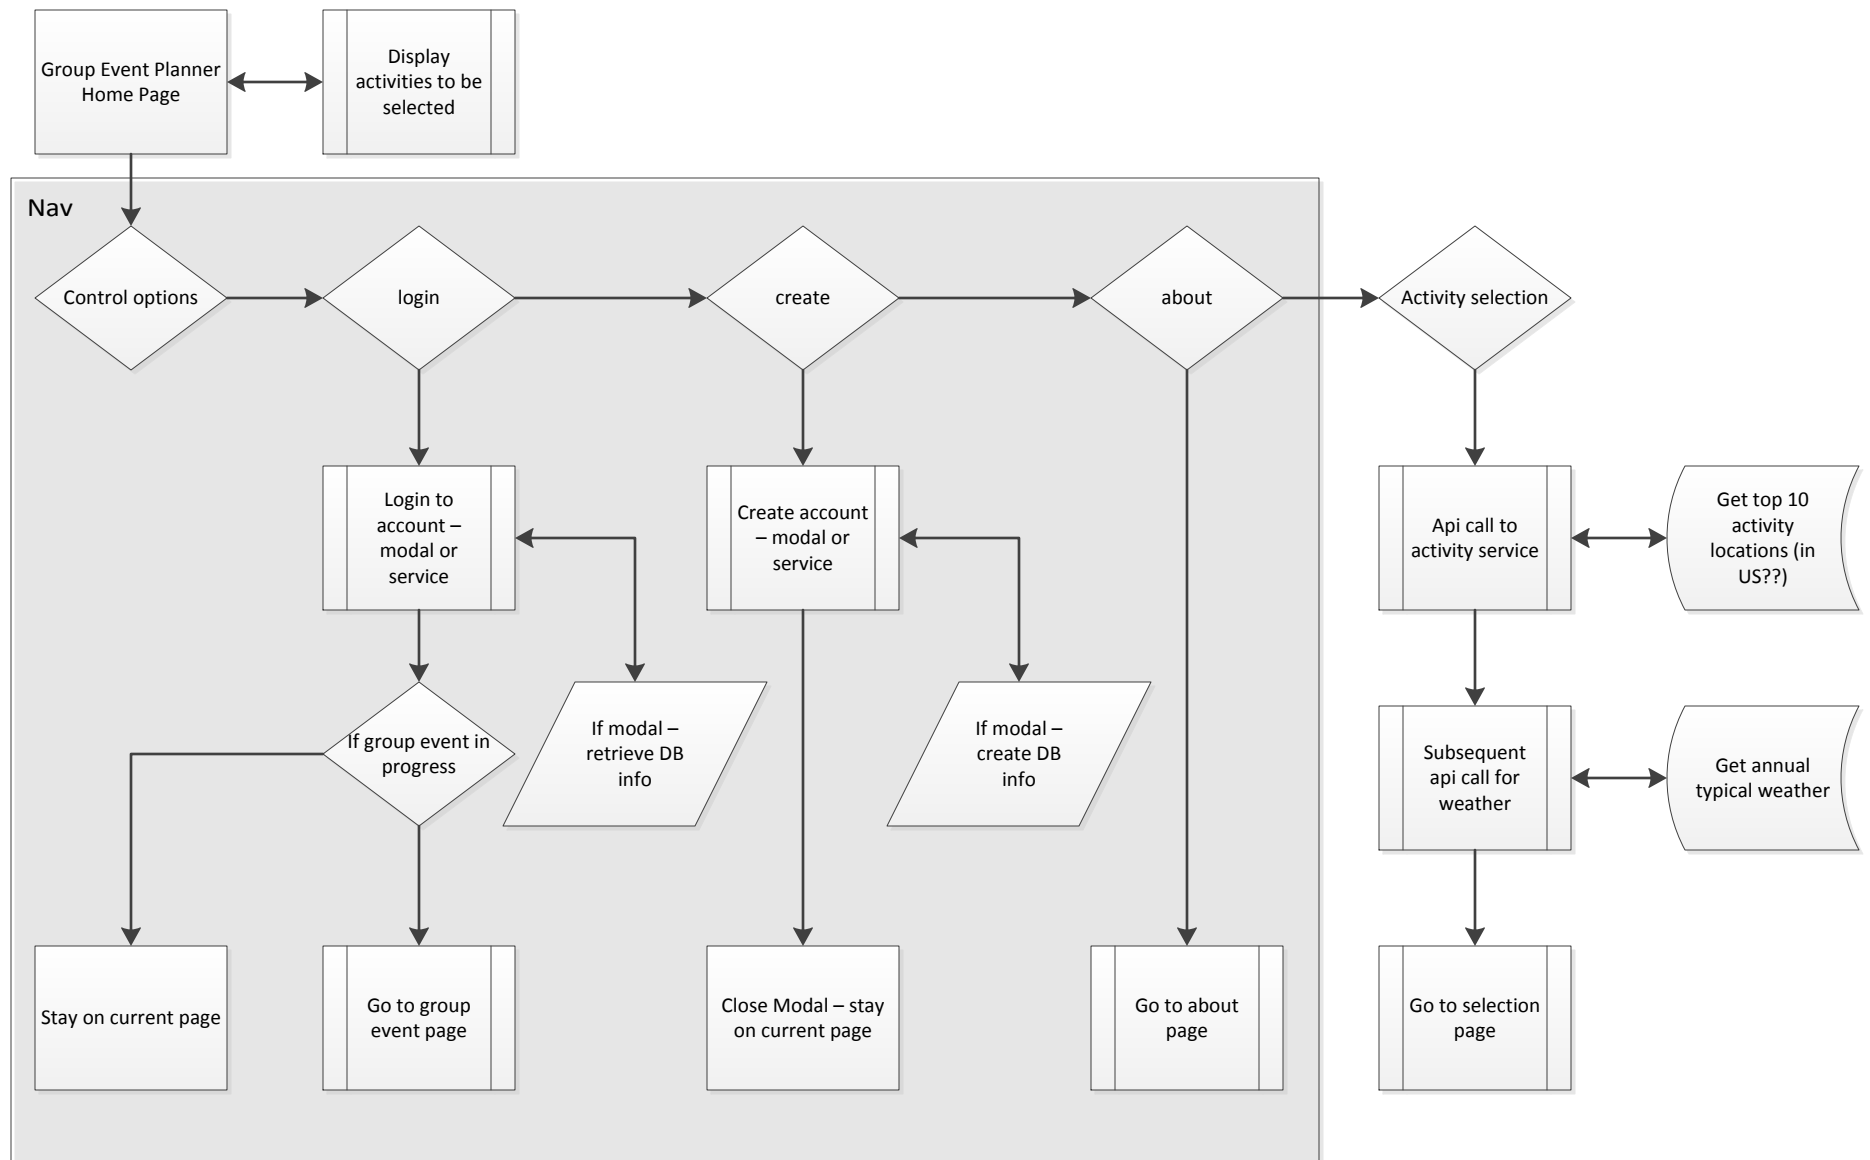 Group Event Planner
Home Page
Display
activities to be
selected
Nav
Control options
login
create
about
Activity selection
Login to
account –
modal or
service
Create account
– modal or
service
Api call to
activity service
Get top 10
activity
locations (in
US??)
If group event in
progress
If modal –
retrieve DB
info
If modal –
create DB
info
Subsequent
api call for
weather
Get annual
typical weather
Stay on current page
Go to group
event page
Close Modal – stay
on current page
Go to about
page
Go to selection
page